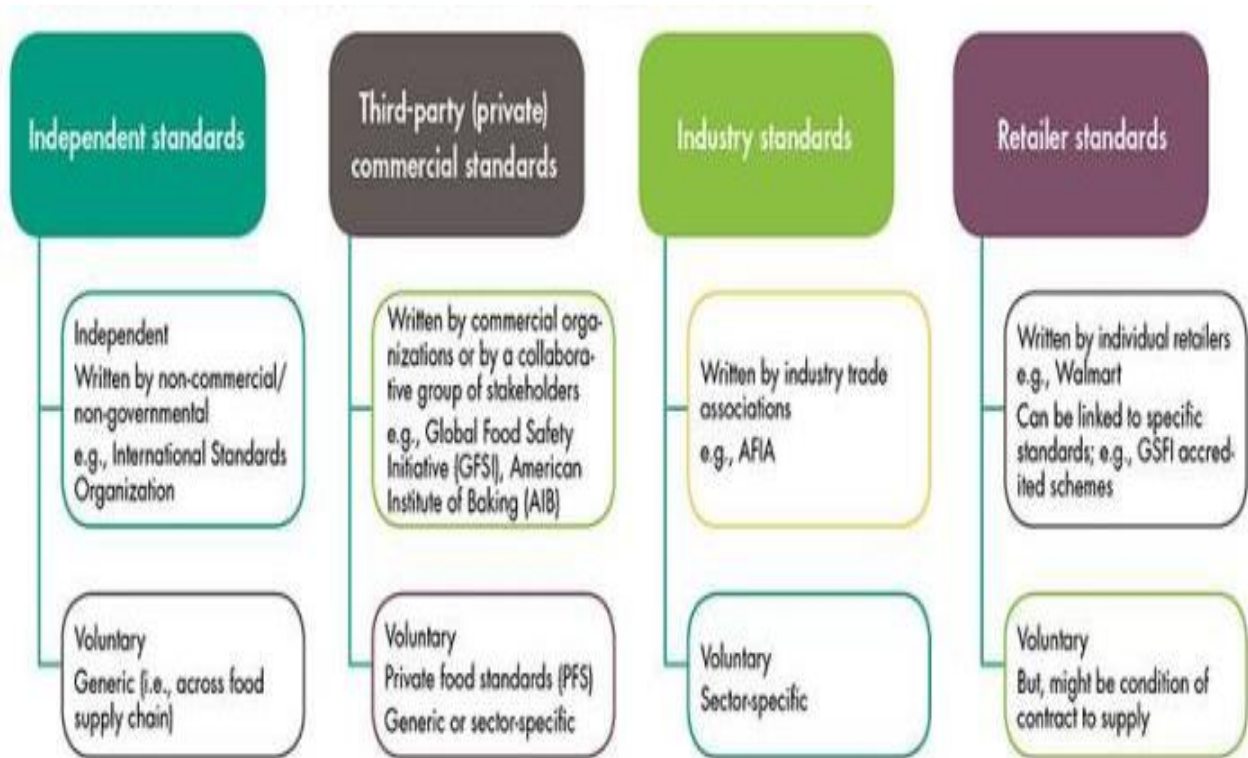 Independent standards
Third-party (private)
commercial standards
Industry standards
Retailer standards
Independent
Written by non-commercial/
non-governmental
e.g., International Standards
Organization
Written by commercial orga-
nizations or by a collabora-
tive group of stakeholders
e.g., Global Food Safety
Initiative (GFSI), American
Institute of Baking (AIB)
Written by industry trade
associations
e.g., AFIA
Written by individual retailers
e.g., Walmart
Can be linked to specific
standards; e.g., GSFI accred-
ited schemes
Voluntary
Generic (i.e., across food
supply chain)
Voluntary
Private food standards (PFS)
Generic or sector-specific
Voluntary
Sector-specific
Voluntary
But, might be condition of
contract to supply